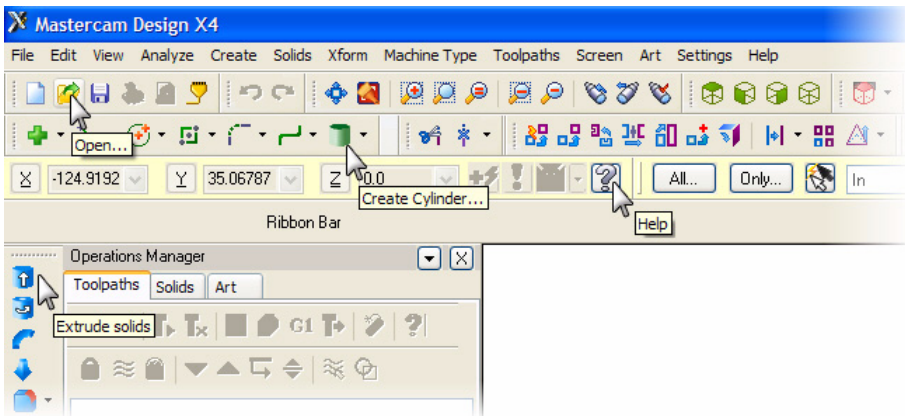 Mastercam Design X4
File Edit View Analyze Create Solids Xform Machine Type Toolpaths Screen Art Settings Help
Open...
X -124.9192 Y 35.06787 Z 0.0 All... Only... In
Create Cylinder...
Ribbon Bar Help
Operations Manager
Toolpaths Solids Art
Extrude solids G1